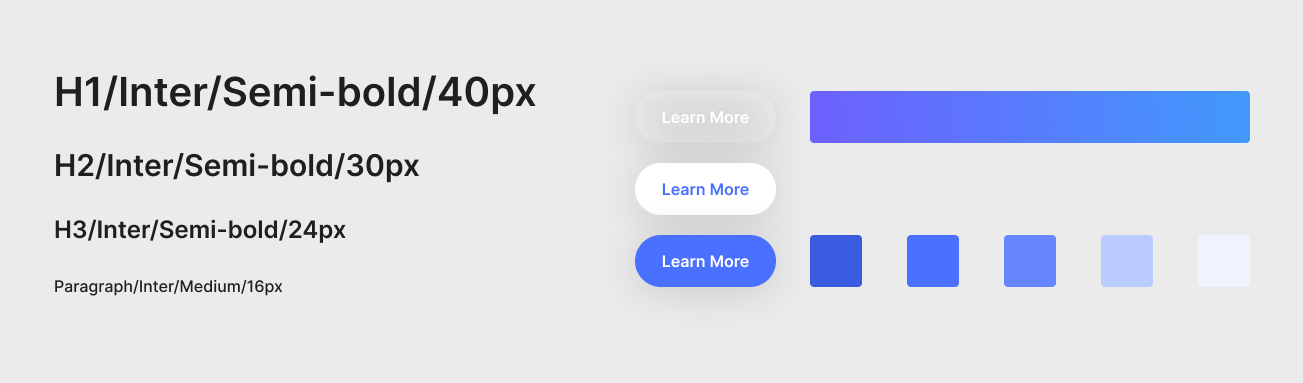 H1/Inter/Semi-bold/40px
H2/Inter/Semi-bold/30px
H3/Inter/Semi-bold/24px
Paragraph/Inter/Medium/16px
Learn More
Learn More
Learn More